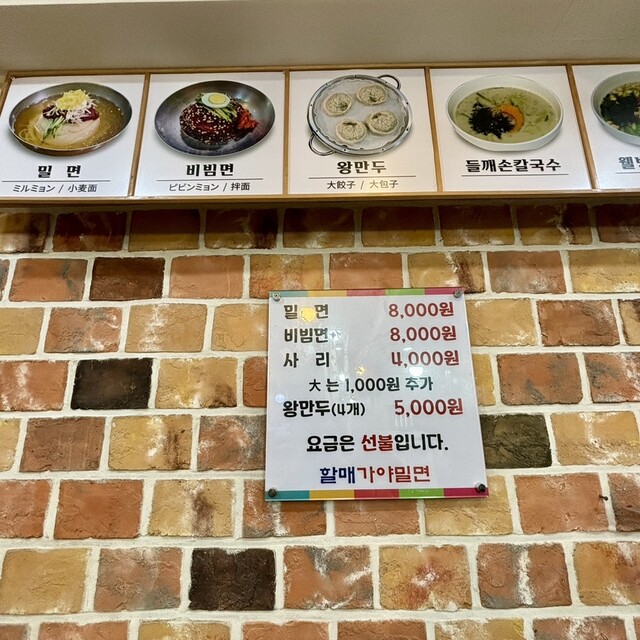 밀 면
ミルミョン / 小麦面
비빔면
ビビンミョン / 拌面
왕만두
大餃子 / 大包子
들깨손칼국수
밀 면 8,000원
비빔면 8,000원
사 리 4,000원
大 는 1,000원 추가
왕만두(4개) 5,000원
요금은 선불입니다.
할매가야밀면